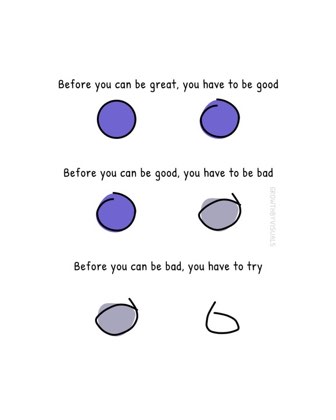 Before you can be great, you have to be good
Before you can be good, you have to be bad
GROWTHBYVISUALS
Before you can be bad, you have to try